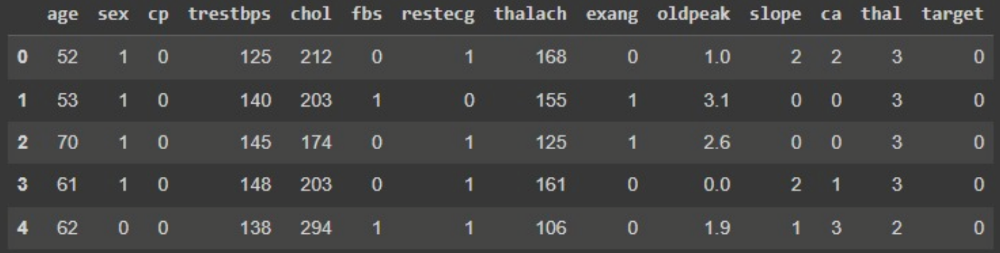 age sex cp trestbps chol fbs restecg thalach exang oldpeak slope ca thal target
0 52 1 0 125 212 0 1 168 0 1.0 2 2 3 0
1 53 1 0 140 203 1 0 155 1 3.1 0 0 3 0
2 70 1 0 145 174 0 1 125 1 2.6 0 0 3 0
3 61 1 0 148 203 0 1 161 0 0.0 2 1 3 0
4 62 0 0 138 294 1 1 106 0 1.9 1 3 2 0